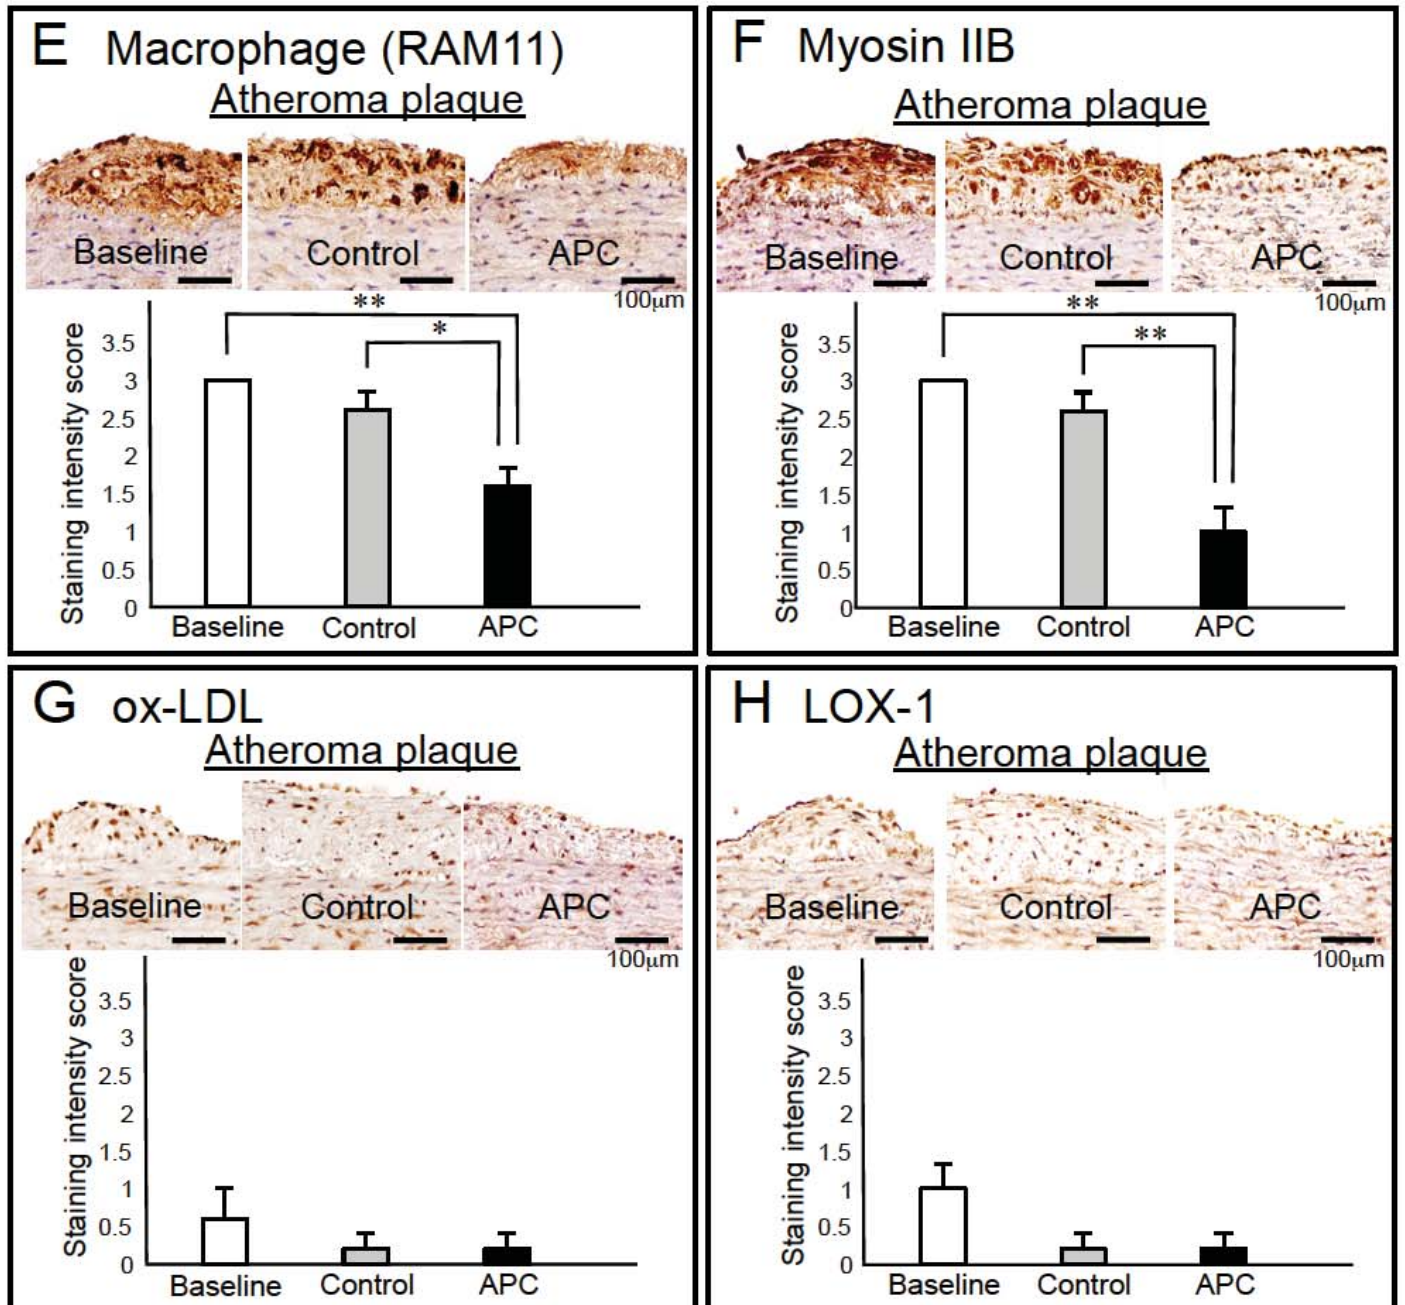 E Macrophage (RAM11)
Atheroma plaque
Baseline Control APC
100μm
** 
*
Staining intensity score
3.5
3
2.5
2
1.5
1
0.5
0
Baseline Control APC
F Myosin IIB
Atheroma plaque
Baseline Control APC
100μm
**
**
Staining intensity score
3.5
3
2.5
2
1.5
1
0.5
0
Baseline Control APC
G ox-LDL
Atheroma plaque
Baseline Control APC
100μm
Staining intensity score
3.5
3
2.5
2
1.5
1
0.5
0
Baseline Control APC
H LOX-1
Atheroma plaque
Baseline Control APC
100μm
Staining intensity score
3.5
3
2.5
2
1.5
1
0.5
0
Baseline Control APC